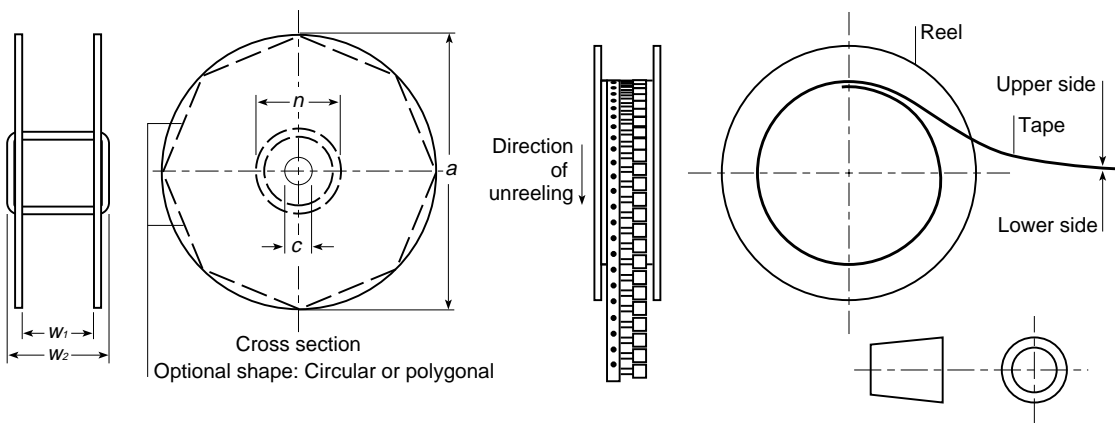 w1
w2
n
a
c
Cross section
Optional shape: Circular or polygonal
Direction
of
unreeling
Reel
Upper side
Tape
Lower side